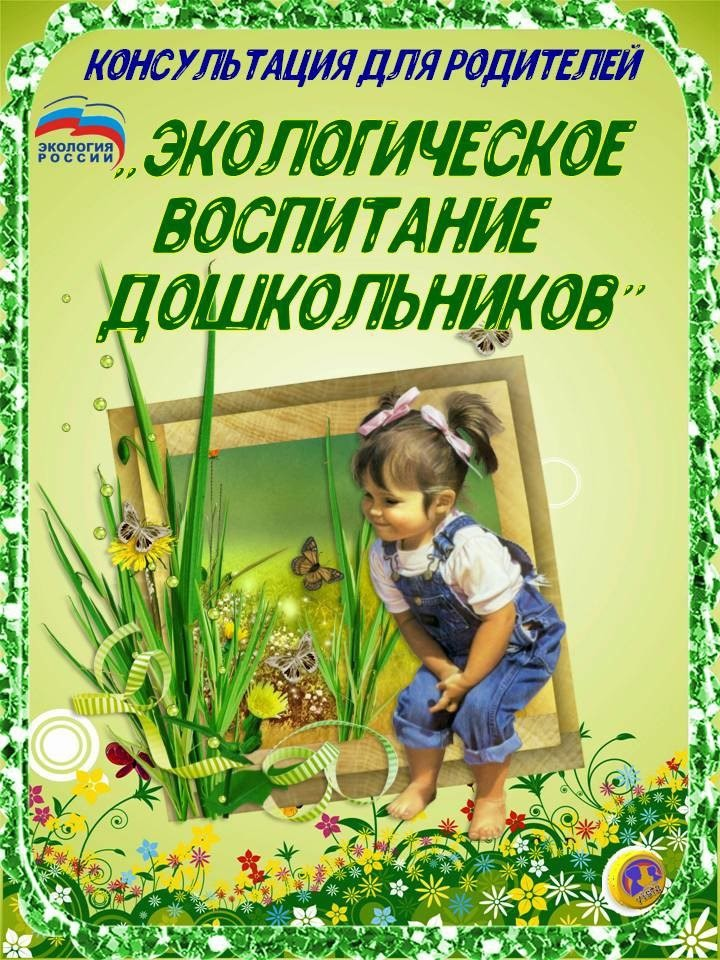 КОНСУЛЬТАЦИЯ ДЛЯ РОДИТЕЛЕЙ
ЭКОЛОГИЯ
РОССИИ
„ЭКОЛОГИЧЕСКОЕ
ВОСПИТАНИЕ
ДОШКОЛЬНИКОВ”